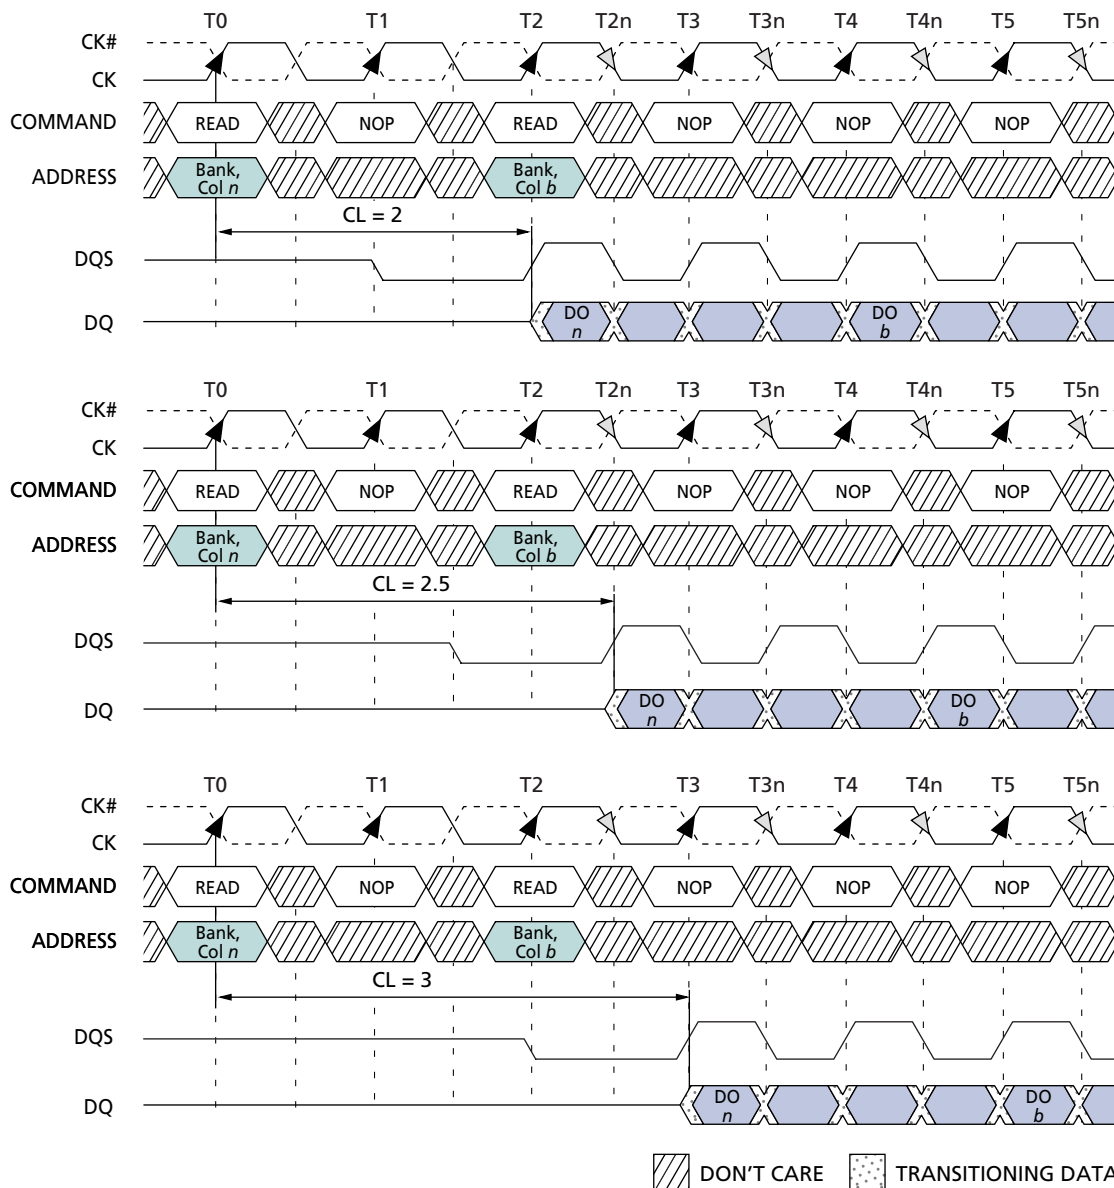 T0 T1 T2 T2n T3 T3n T4 T4n T5 T5n
CK#
CK
COMMAND READ NOP READ NOP NOP NOP
ADDRESS Bank, Col n Bank, Col b
CL = 2
DQS
DQ DO n DO b
T0 T1 T2 T2n T3 T3n T4 T4n T5 T5n
CK#
CK
COMMAND READ NOP READ NOP NOP NOP
ADDRESS Bank, Col n Bank, Col b
CL = 2.5
DQS
DQ DO n DO b
T0 T1 T2 T3 T3n T4 T4n T5 T5n
CK#
CK
COMMAND READ NOP READ NOP NOP NOP
ADDRESS Bank, Col n Bank, Col b
CL = 3
DQS
DQ DO n DO b
DON'T CARE TRANSITIONING DATA